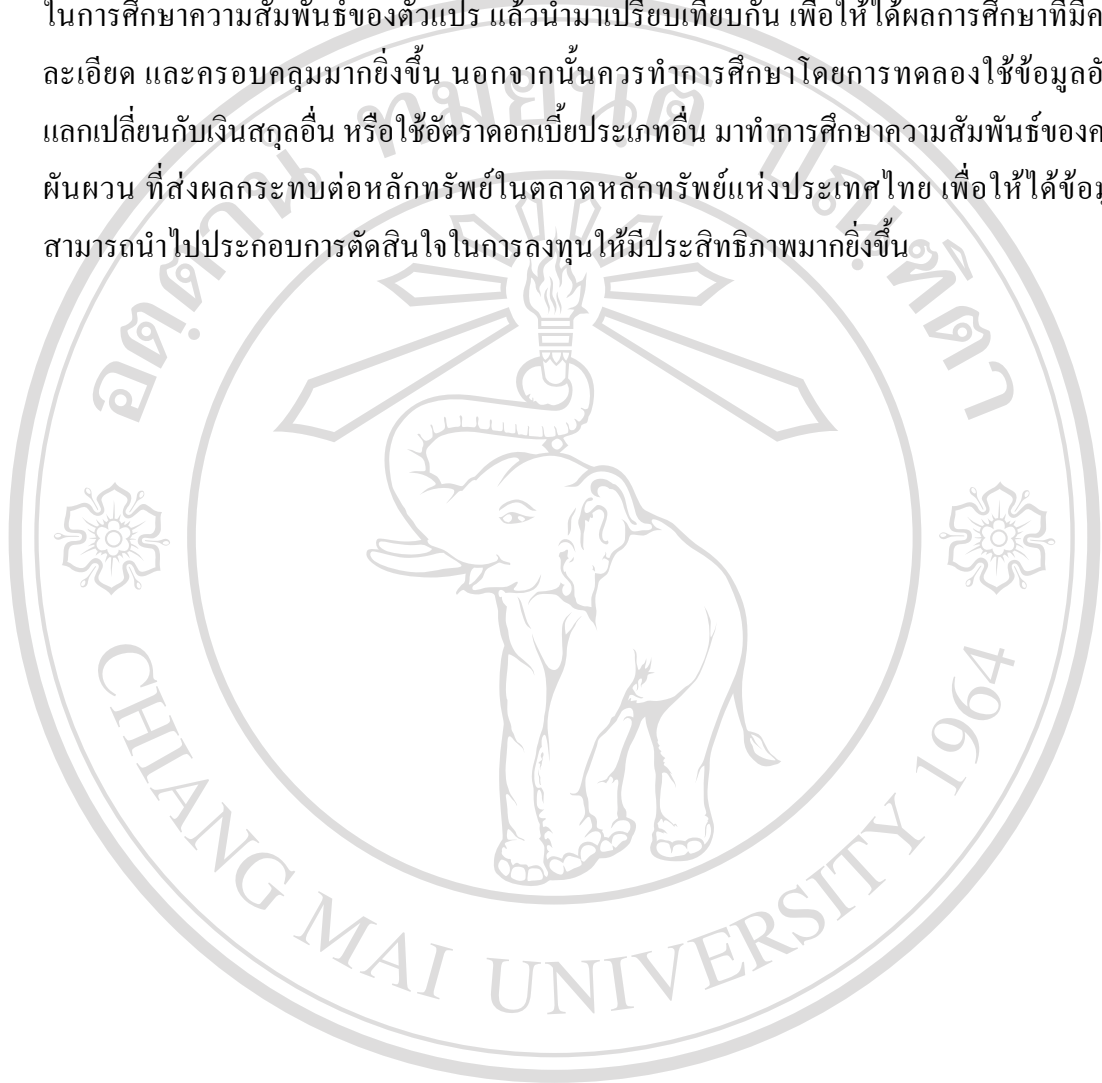 ในการศึกษาความสัมพันธ์ของตัวแปร แล้วนำมาเปรียบเทียบกัน เพื่อให้ได้ผลการศึกษาที่มีค
ละเอียด และครอบคลุมมากยิ่งขึ้น นอกจากนั้นควรทำการศึกษาโดยการทดลองใช้ข้อมูลอั
แลกเปลี่ยนกับเงินสกุลอื่น หรือใช้อัตราดอกเบี้ยประเภทอื่น มาทำการศึกษาความสัมพันธ์ของค
ผันผวน ที่ส่งผลกระทบต่อหลักทรัพย์ในตลาดหลักทรัพย์แห่งประเทศไทย เพื่อให้ได้ข้อมู
สามารถนำไปประกอบการตัดสินใจในการลงทุนให้มีประสิทธิภาพมากยิ่งขึ้น
อตฺตานํ ทมยนฺติ ปณฺฑิตา
CHIANG MAI UNIVERSITY 1964